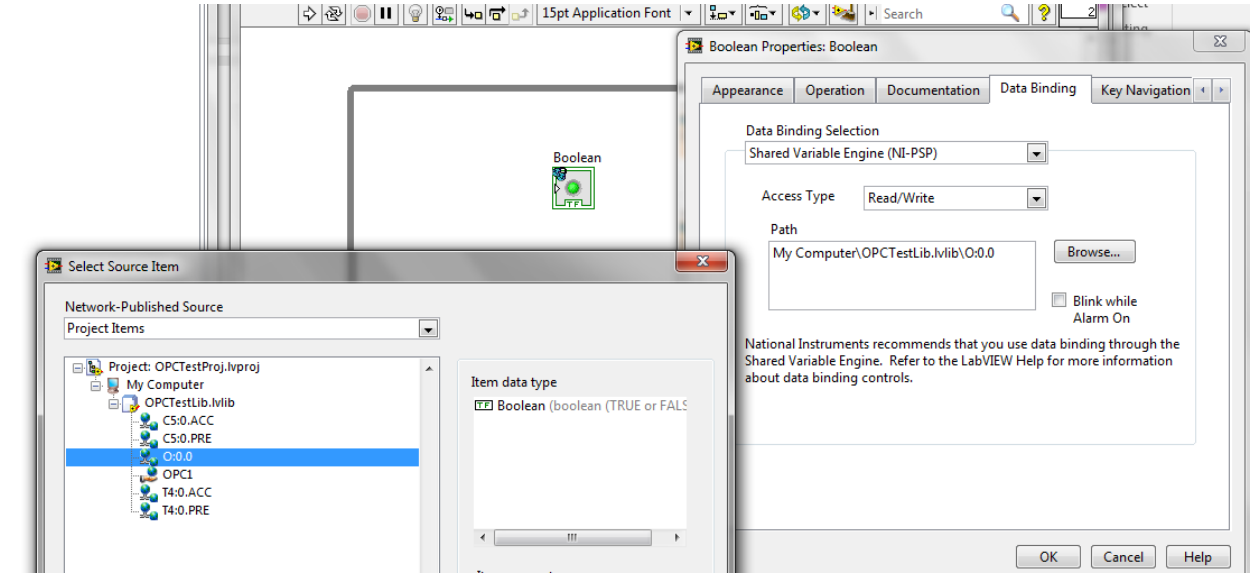 15pt Application Font
Search
2
Boolean Properties: Boolean
Appearance
Operation
Documentation
Data Binding
Key Navigation
Data Binding Selection
Shared Variable Engine (NI-PSP)
Access Type
Read/Write
Path
My Computer\OPCTestLib.lvlib\O:0.0
Browse...
Blink while
Alarm On
National Instruments recommends that you use data binding through the
Shared Variable Engine. Refer to the LabVIEW Help for more information
about data binding controls.
OK
Cancel
Help
Boolean
TF
Select Source Item
Network-Published Source
Project Items
Project: OPCTestProj.lvproj
My Computer
OPCTestLib.lvlib
C5:0.ACC
C5:0.PRE
O:0.0
OPC1
T4:0.ACC
T4:0.PRE
Item data type
TF Boolean (boolean (TRUE or FALS